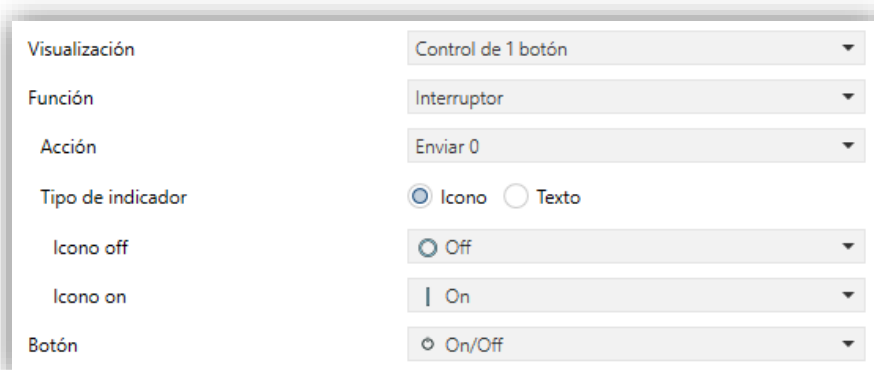 Visualización Control de 1 botón
Función Interruptor
Acción Enviar 0
Tipo de indicador Icono Texto
Icono off Off
Icono on On
Botón On/Off